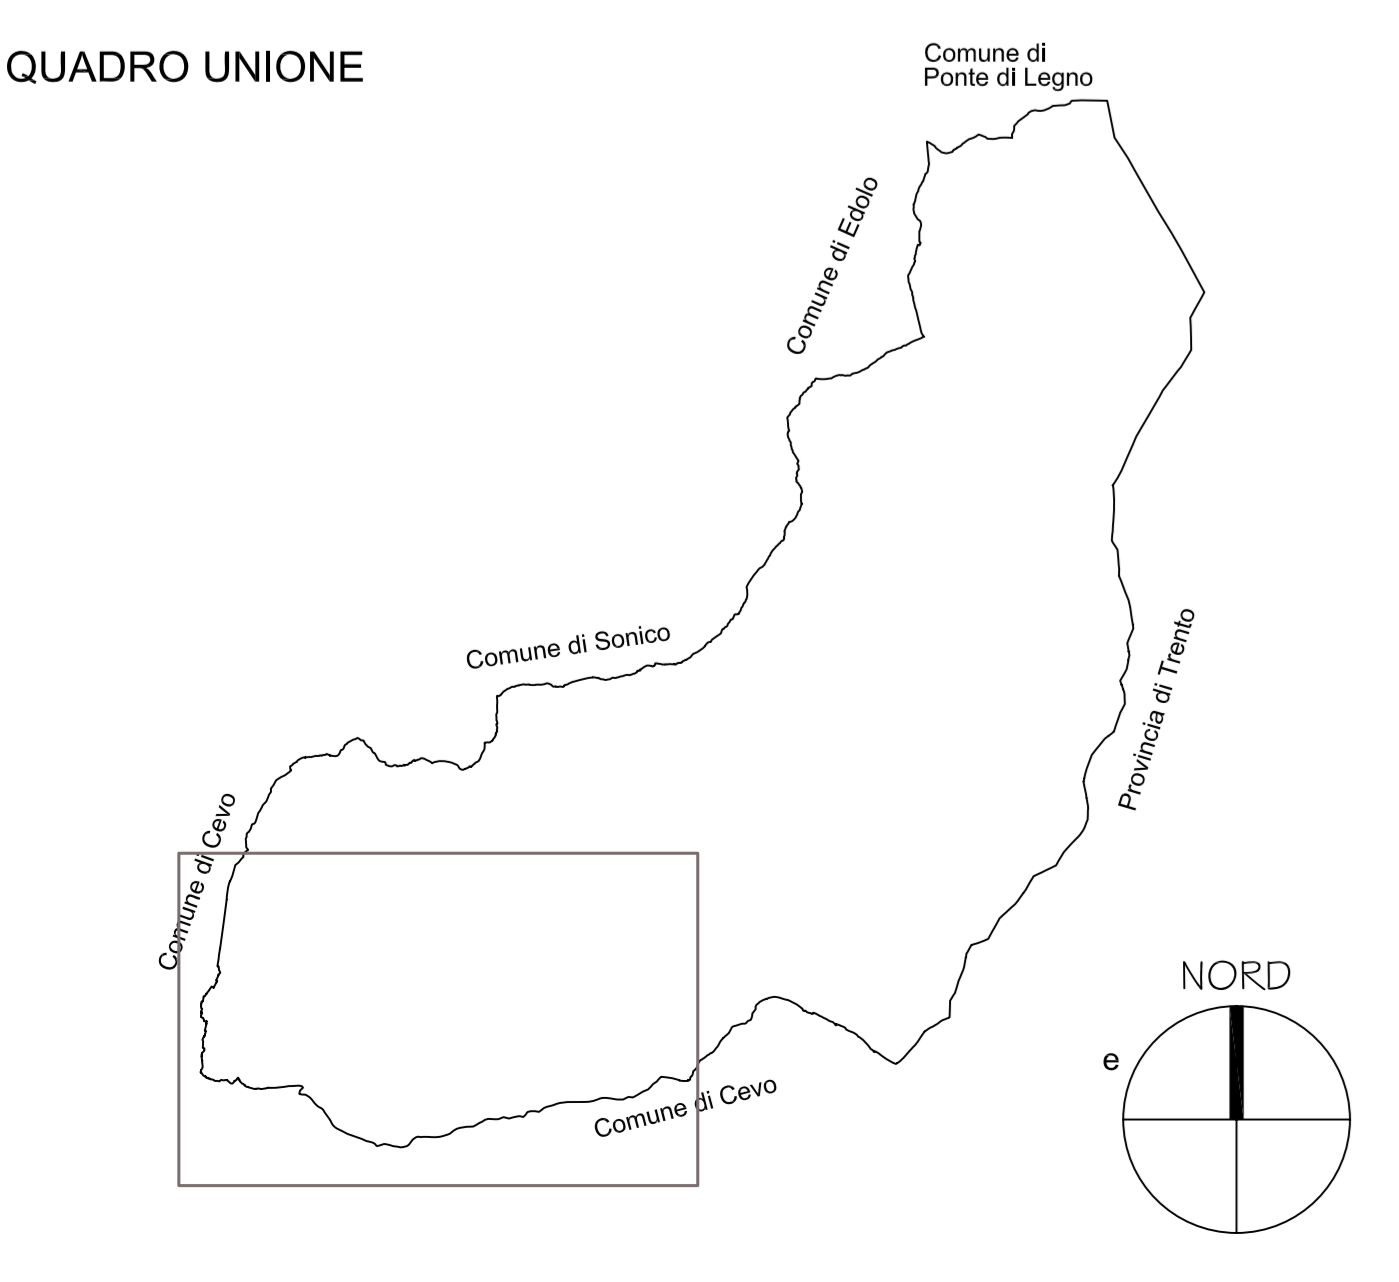 QUADRO UNIONE
Comune di
Ponte di Legno
Comune di Edolo
Comune di Sonico
Provincia di Trento
Comune di Cevo
Comune di Cevo
NORD
e